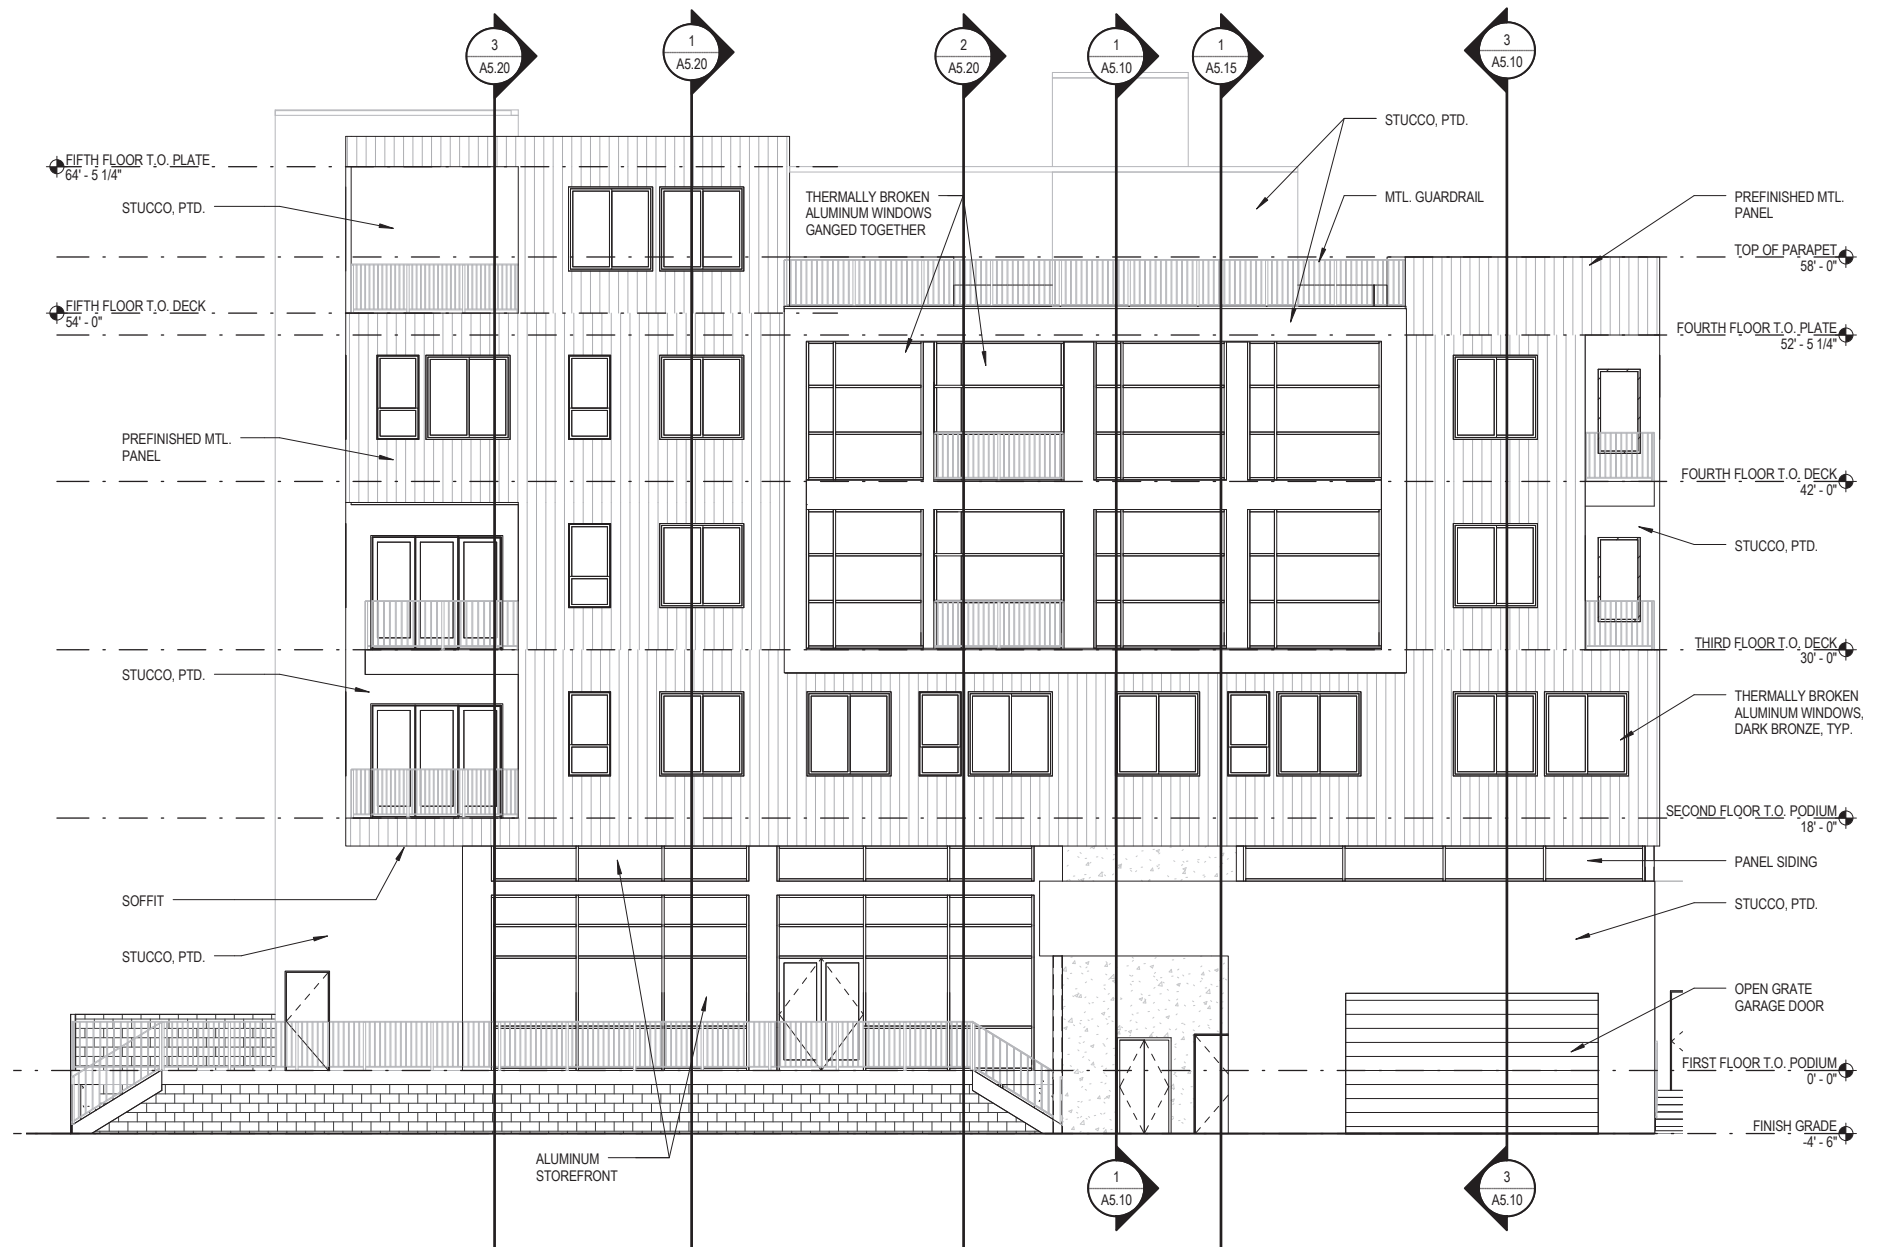 3
A5.20
1
A5.20
2
A5.20
1
A5.10
1
A5.15
3
A5.10
STUCCO, PTD.
FIFTH FLOOR T.O. PLATE
64' - 5 1/4"
STUCCO, PTD.
THERMALLY BROKEN
ALUMINUM WINDOWS
GANGED TOGETHER
MTL. GUARDRAIL
PREFINISHED MTL.
PANEL
TOP OF PARAPET
58' - 0"
FIFTH FLOOR T.O. DECK
54' - 0"
FOURTH FLOOR T.O. PLATE
52' - 5 1/4"
PREFINISHED MTL.
PANEL
FOURTH FLOOR T.O. DECK
42' - 0"
STUCCO, PTD.
THIRD FLOOR T.O. DECK
30' - 0"
STUCCO, PTD.
THERMALLY BROKEN
ALUMINUM WINDOWS,
DARK BRONZE, TYP.
SECOND FLOOR T.O. PODIUM
18' - 0"
PANEL SIDING
SOFFIT
STUCCO, PTD.
STUCCO, PTD.
OPEN GRATE
GARAGE DOOR
FIRST FLOOR T.O. PODIUM
0' - 0"
FINISH GRADE
-4' - 6"
ALUMINUM
STOREFRONT
1
A5.10
3
A5.10